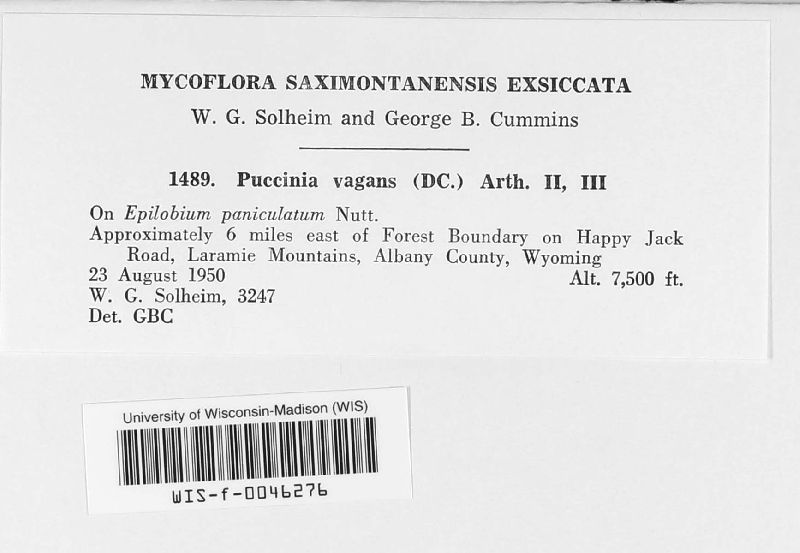 MYCOFLORA SAXIMONTANENSIS EXSICCATA
W. G. Solheim and George B. Cummins
1489. Puccinia vagans (DC.) Arth. II, III
On Epilobium paniculatum Nutt.
Approximately 6 miles east of Forest Boundary on Happy Jack
Road, Laramie Mountains, Albany County, Wyoming
23 August 1950 Alt. 7,500 ft.
W. G. Solheim, 3247
Det. GBC
University of Wisconsin-Madison (WIS)
WIS-f-0046276